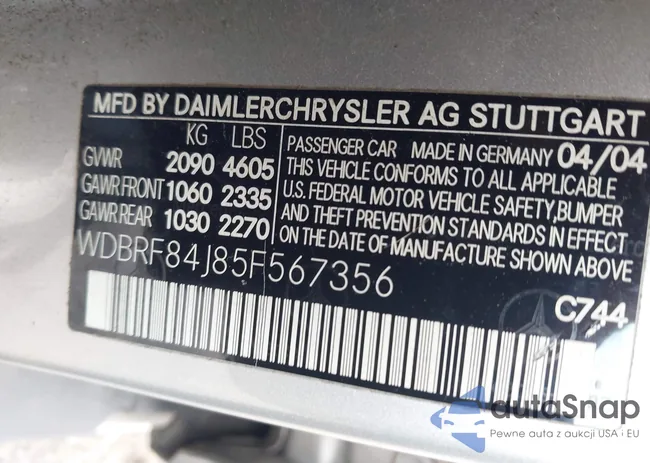 MFD BY DAIMLERCHRYSLER AG STUTTGART
KG LBS
GVWR 2090 4605
GAWR FRONT 1060 2335
GAWR REAR 1030 2270
PASSENGER CAR MADE IN GERMANY 04/04
THIS VEHICLE CONFORMS TO ALL APPLICABLE
U.S. FEDERAL MOTOR VEHICLE SAFETY, BUMPER
AND THEFT PREVENTION STANDARDS IN EFFECT
ON THE DATE OF MANUFACTURE SHOWN ABOVE.
WDBRF84J85F567356
C744
autoSnap
Pewne auta z aukcji USA i EU